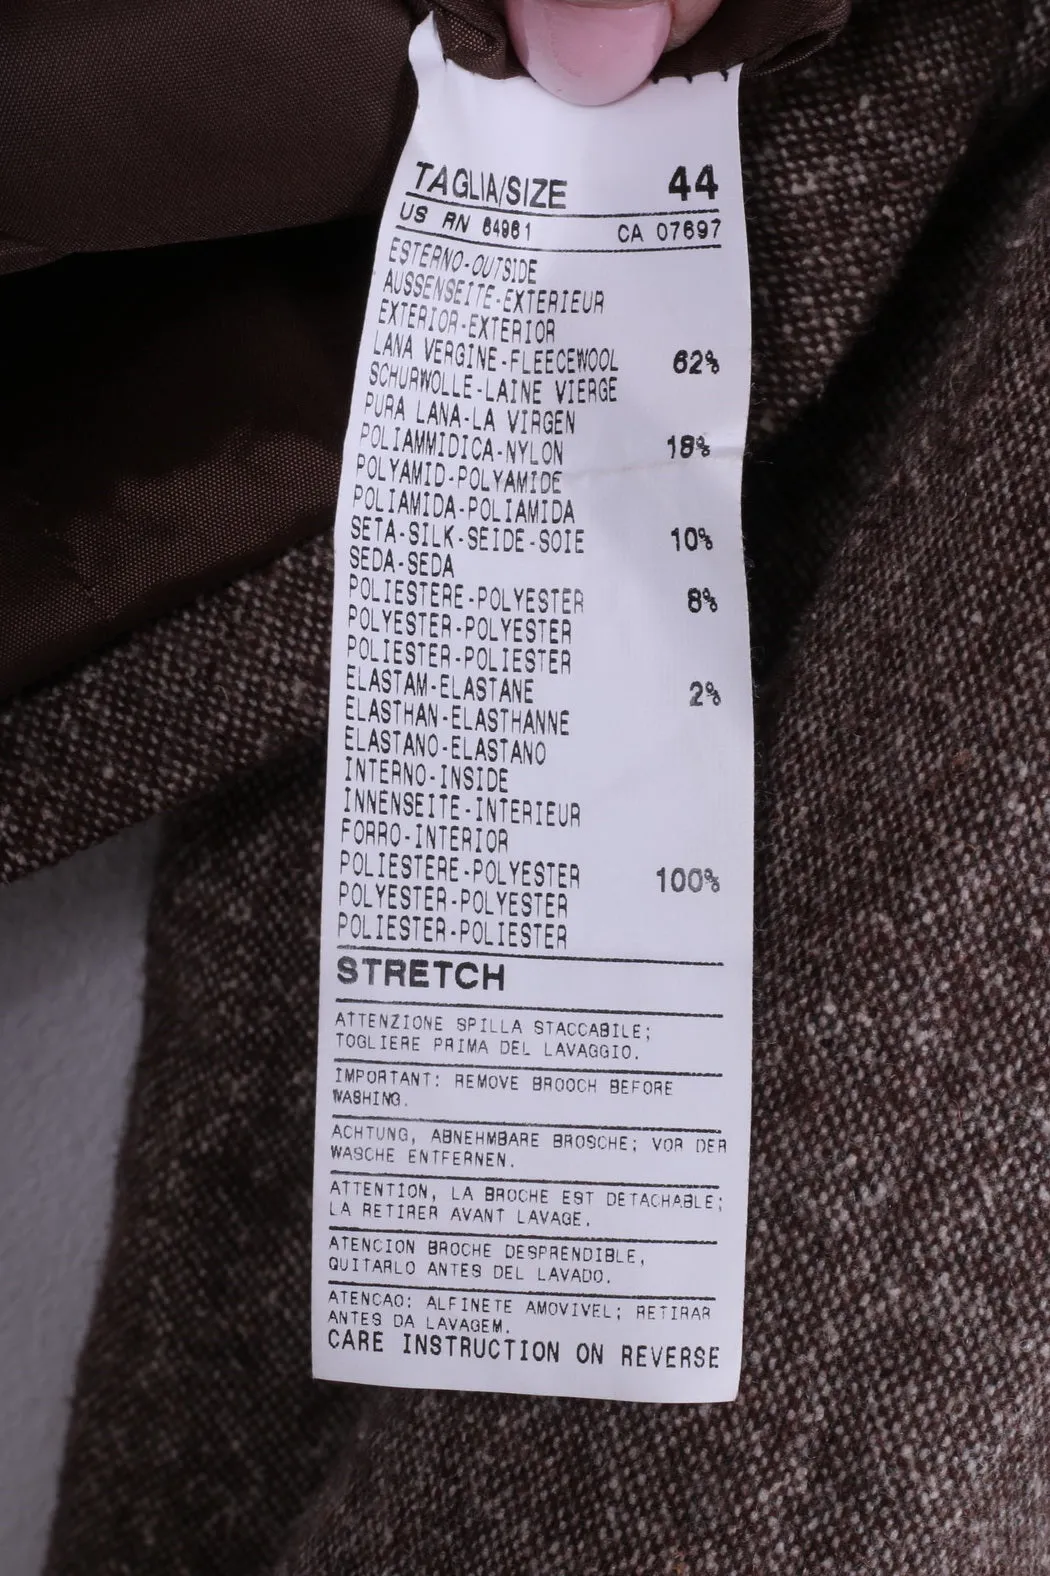 TAGLIA/SIZE 44
US RN 84961 CA 07697
ESTERNO-OUTSIDE
AUSSENSEITE-EXTERIEUR
EXTERIOR-EXTERIOR
LANA VERGINE-FLEECEWOOL 62%
SCHURWOLLE-LAINE VIERGE
PURA LANA-LA VIRGEN
POLIAMMIDICA-NYLON 18%
POLYAMID-POLYAMIDE
POLIAMIDA-POLIAMIDA
SETA-SILK-SEIDE-SOIE 10%
SEDA-SEDA
POLIESTERE-POLYESTER 8%
POLYESTER-POLYESTER
POLIESTER-POLIESTER
ELASTAM-ELASTANE 2%
ELASTHAN-ELASTHANNE
ELASTANO-ELASTANO
INTERNO-INSIDE
INNENSEITE-INTERIEUR
FORRO-INTERIOR
POLIESTERE-POLYESTER 100%
POLYESTER-POLYESTER
POLIESTER-POLIESTER
STRETCH
ATTENZIONE SPILLA STACCABILE;
TOGLIERE PRIMA DEL LAVAGGIO.
IMPORTANT: REMOVE BROOCH BEFORE
WASHING.
ACHTUNG, ABNEHMBARE BROSCHE; VOR DER
WASCHE ENTFERNEN.
ATTENTION, LA BROCHE EST DETACHABLE;
LA RETIRER AVANT LAVAGE.
ATENCION BROCHE DESPRENDIBLE,
QUITARLO ANTES DEL LAVADO.
ATENCAO: ALFINETE AMOVIVEL; RETIRAR
ANTES DA LAVAGEM.
CARE INSTRUCTION ON REVERSE